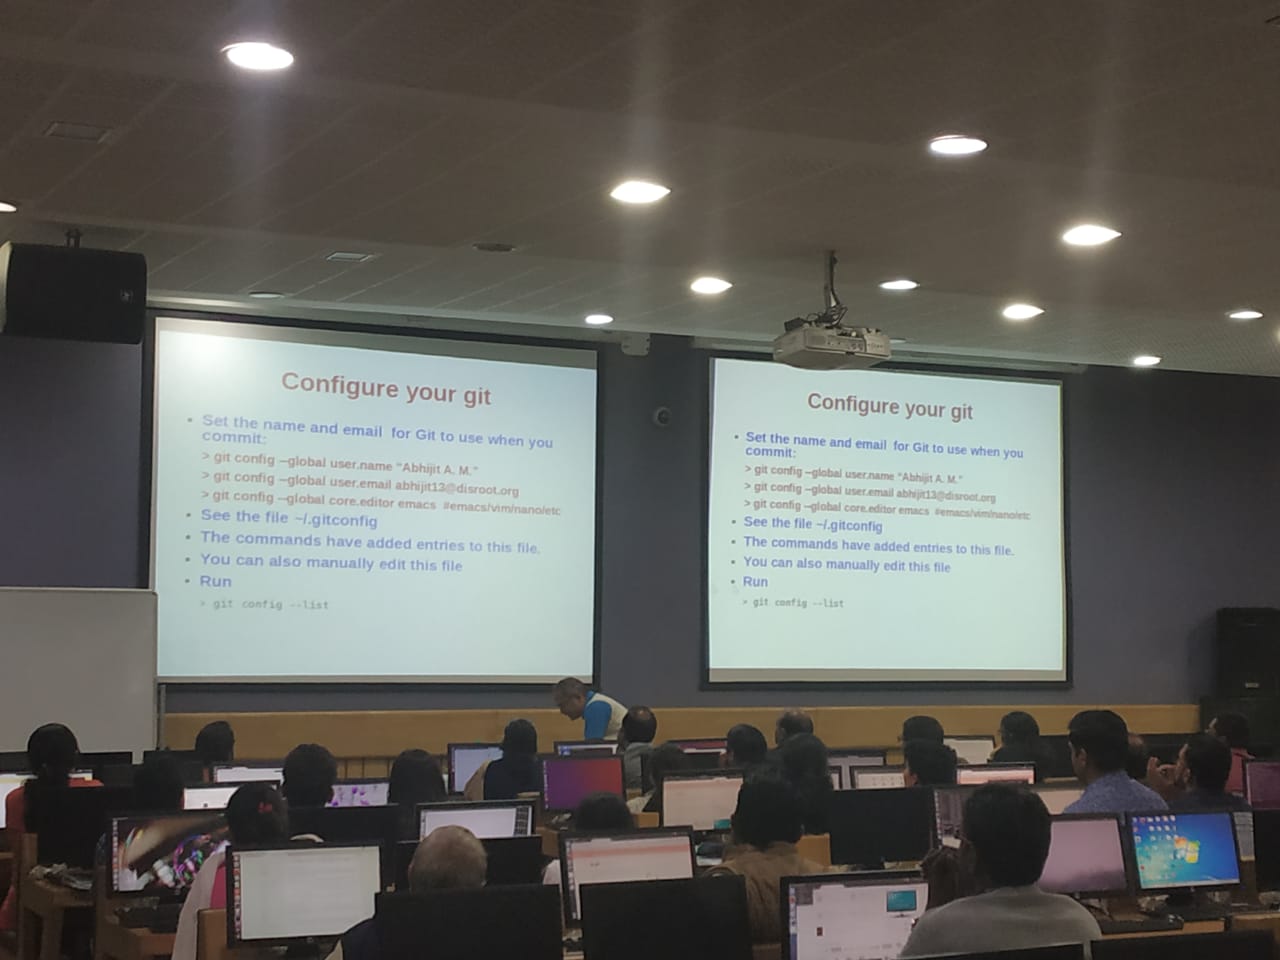 Configure your git
• Set the name and email for Git to use when you
commit:
> git config –global user.name “Abhijit A. M.”
> git config –global user.email abhijit13@disroot.org
> git config –global core.editor emacs #emacs/vim/nano/etc
• See the file ~/.gitconfig
• The commands have added entries to this file.
• You can also manually edit this file
• Run
> git config --list
Configure your git
• Set the name and email for Git to use when you
commit:
> git config –global user.name “Abhijit A. M.”
> git config –global user.email abhijit13@disroot.org
> git config –global core.editor emacs #emacs/vim/nano/etc
• See the file ~/.gitconfig
• The commands have added entries to this file.
• You can also manually edit this file
• Run
> git config --list